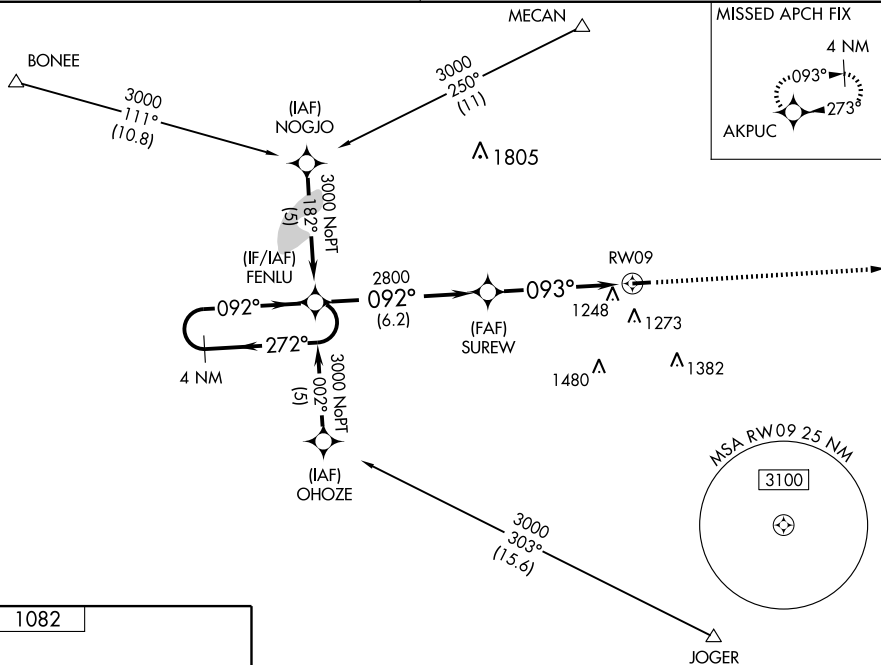 MISSED APCH FIX
4 NM
093°
273°
AKPUC
MECAN
BONEE
3000
111°
(10.8)
3000
250°
(11)
(IAF)
NOGJO
1805
3000 NoPT
182°
(5)
(IF/IAF)
FENLU
092°
272°
4 NM
2800
092°
(6.2)
(FAF)
SUREW
093°
RW09
1248
1273
1480
1382
3000 NoPT
002°
(5)
(IAF)
OHOZE
3000
303°
(15.6)
JOGER
MSA RW09 25 NM
3100
1082